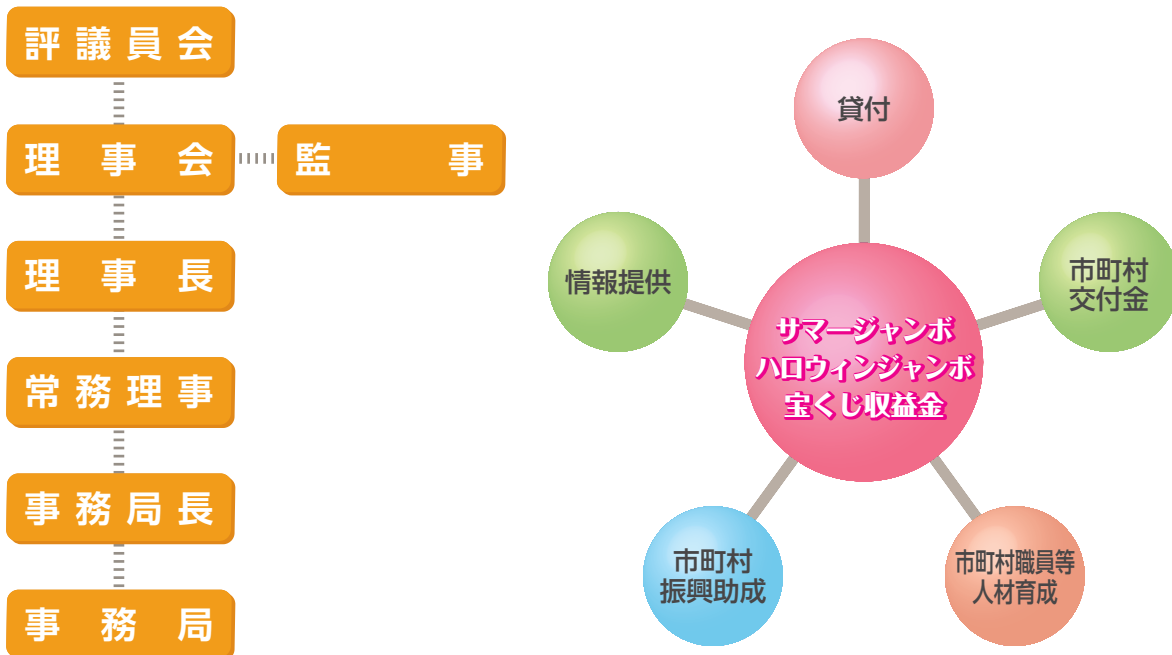 評議員会
理事会
監事
理事長
常務理事
事務局長
事務局
貸付
情報提供
市町村
交付金
サマージャンボ
ハロウィンジャンボ
宝くじ収益金
市町村
振興助成
市町村職員等
人材育成